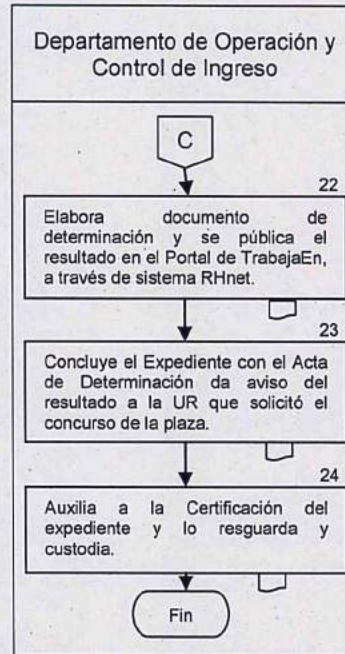 Departamento de Operación y
Control de Ingreso
C
22
Elabora documento de
determinación y se pública el
resultado en el Portal de TrabajaEn,
a través de sistema RHnet.
23
Concluye el Expediente con el Acta
de Determinación da aviso del
resultado a la UR que solicitó el
concurso de la plaza.
24
Auxilia a la Certificación del
expediente y lo resguarda y
custodia.
Fin